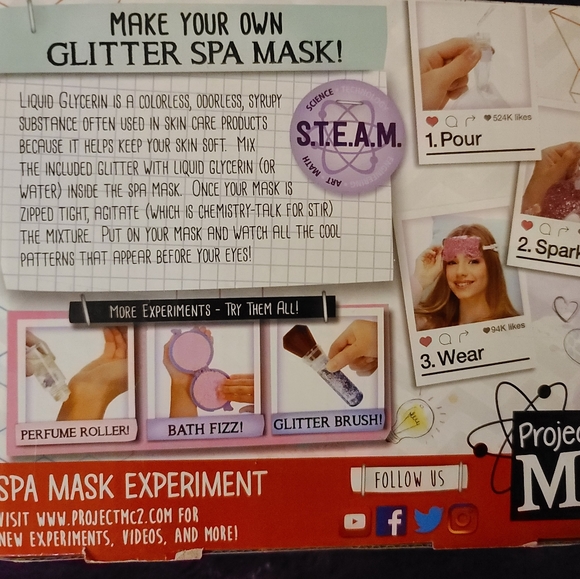 MAKE YOUR OWN
GLITTER SPA MASK!
LIQUID GLYCERIN IS A COLORLESS, ODORLESS, SYRUPY
SUBSTANCE OFTEN USED IN SKIN CARE PRODUCTS
BECAUSE IT HELPS KEEP YOUR SKIN SOFT. MIX
THE INCLUDED GLITTER WITH LIQUID GLYCERIN (OR
WATER) INSIDE THE SPA MASK. ONCE YOUR MASK IS
ZIPPED TIGHT, AGITATE (WHICH IS CHEMISTRY-TALK FOR STIR)
THE MIXTURE. PUT ON YOUR MASK AND WATCH ALL THE COOL
PATTERNS THAT APPEAR BEFORE YOUR EYES!
SCIENCE
S.T.E.A.M.
ART
MATH
524K likes
1. Pour
2. Spark
94K likes
3. Wear
MORE EXPERIMENTS - TRY THEM ALL!
PERFUME ROLLER!
BATH FIZZ!
GLITTER BRUSH!
SPA MASK EXPERIMENT
VISIT WWW.PROJECTMC2.COM FOR
NEW EXPERIMENTS, VIDEOS, AND MORE!
FOLLOW US
Projec
M